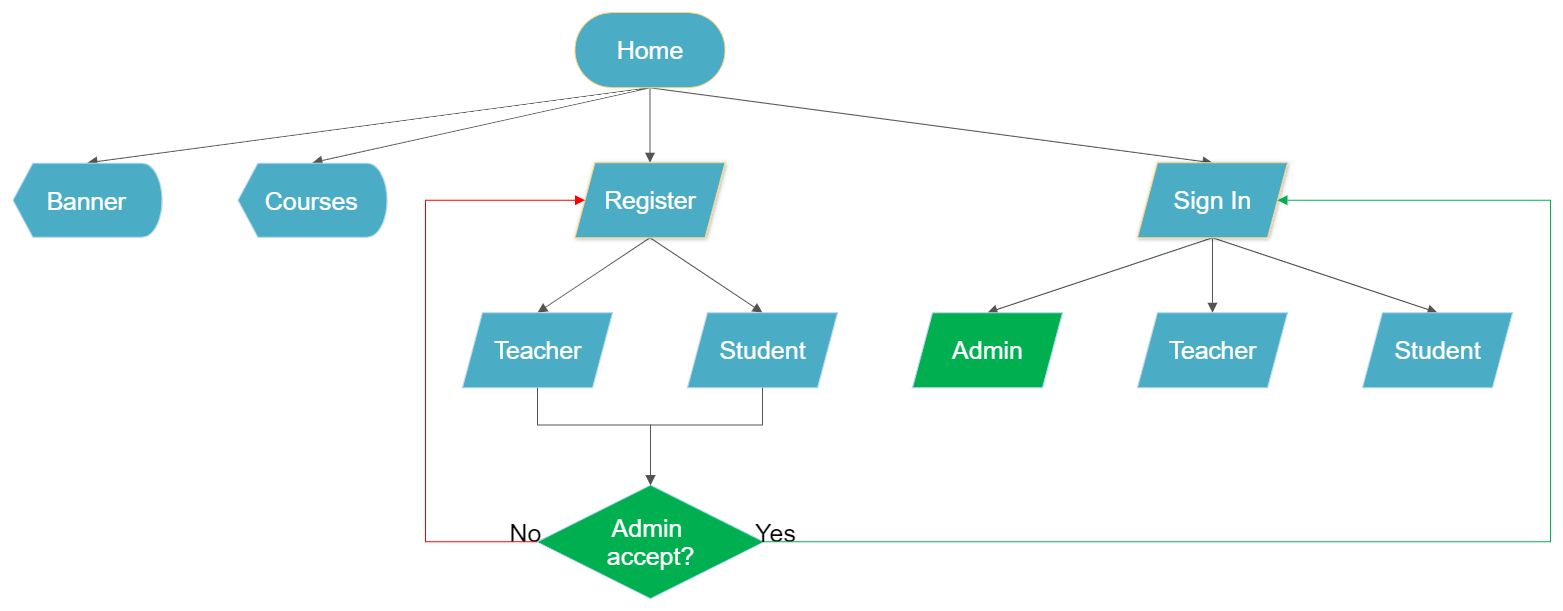 Home
Banner
Courses
Register
Sign In
Teacher
Student
Admin
Teacher
Student
No
Admin
accept?
Yes